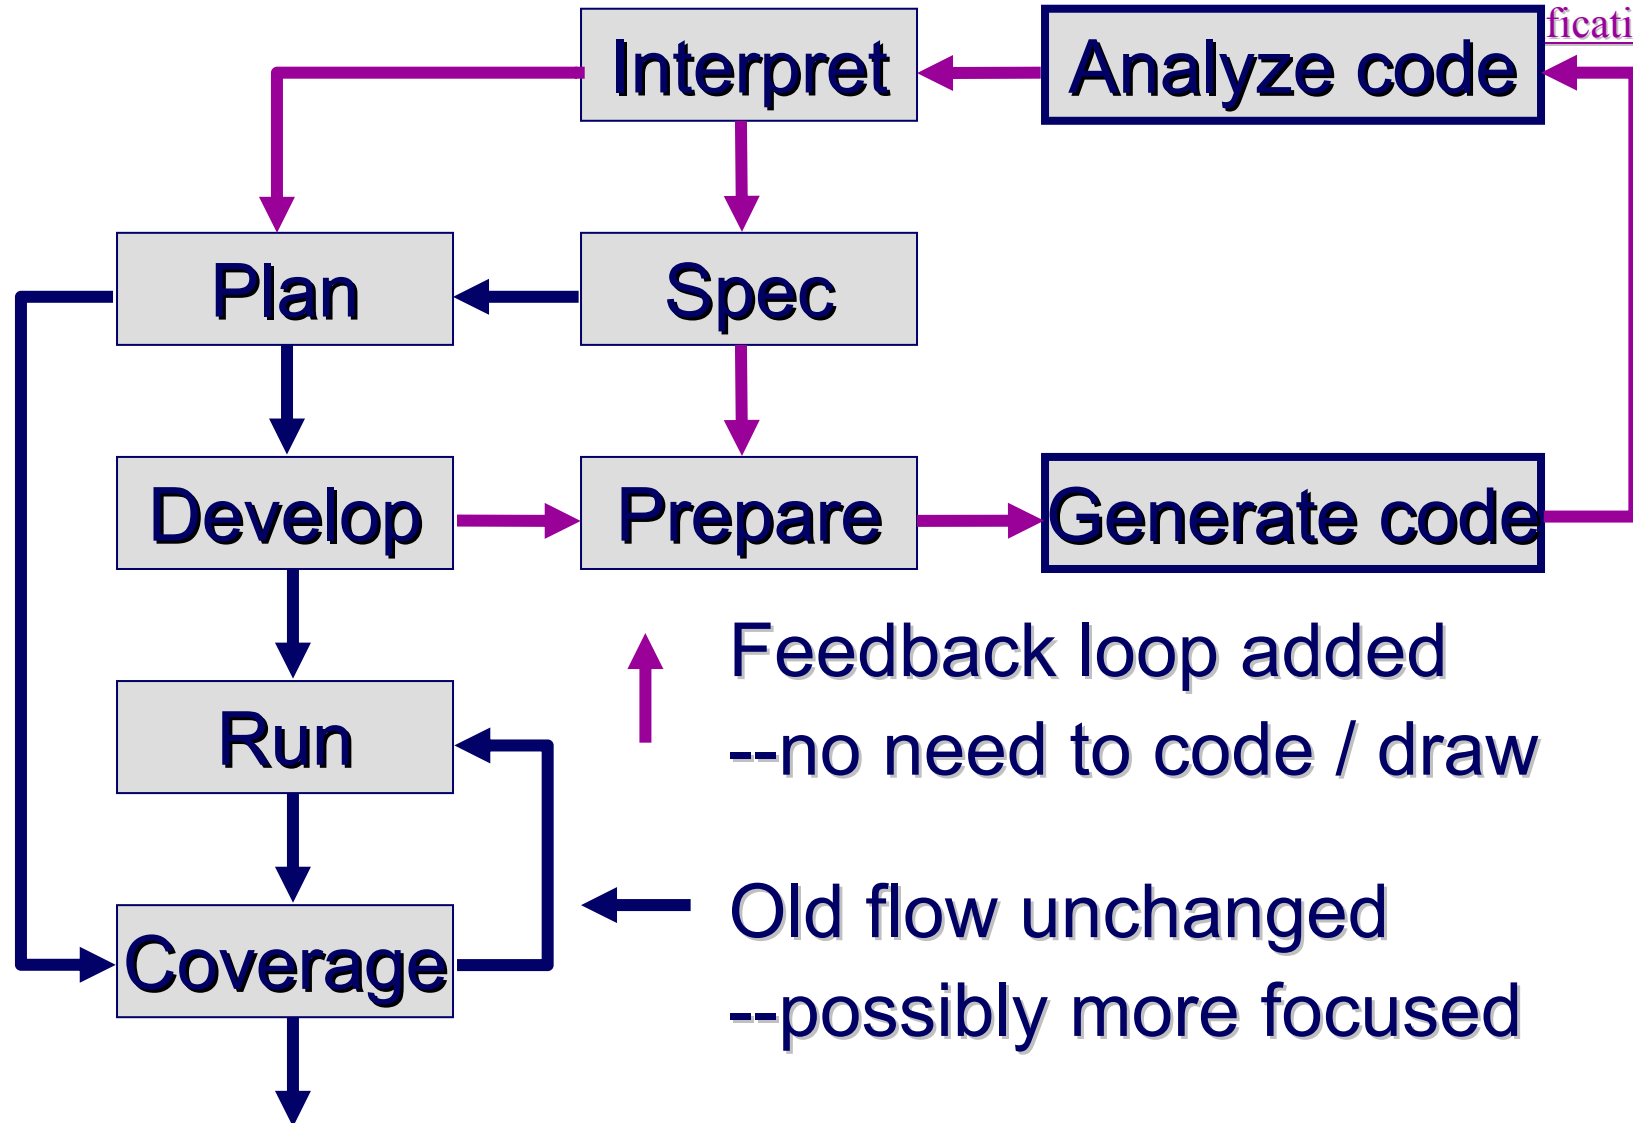 Interpret
Analyze code
Plan
Spec
Develop
Prepare
Generate code
Feedback loop added
--no need to code / draw
Run
Old flow unchanged
--possibly more focused
Coverage